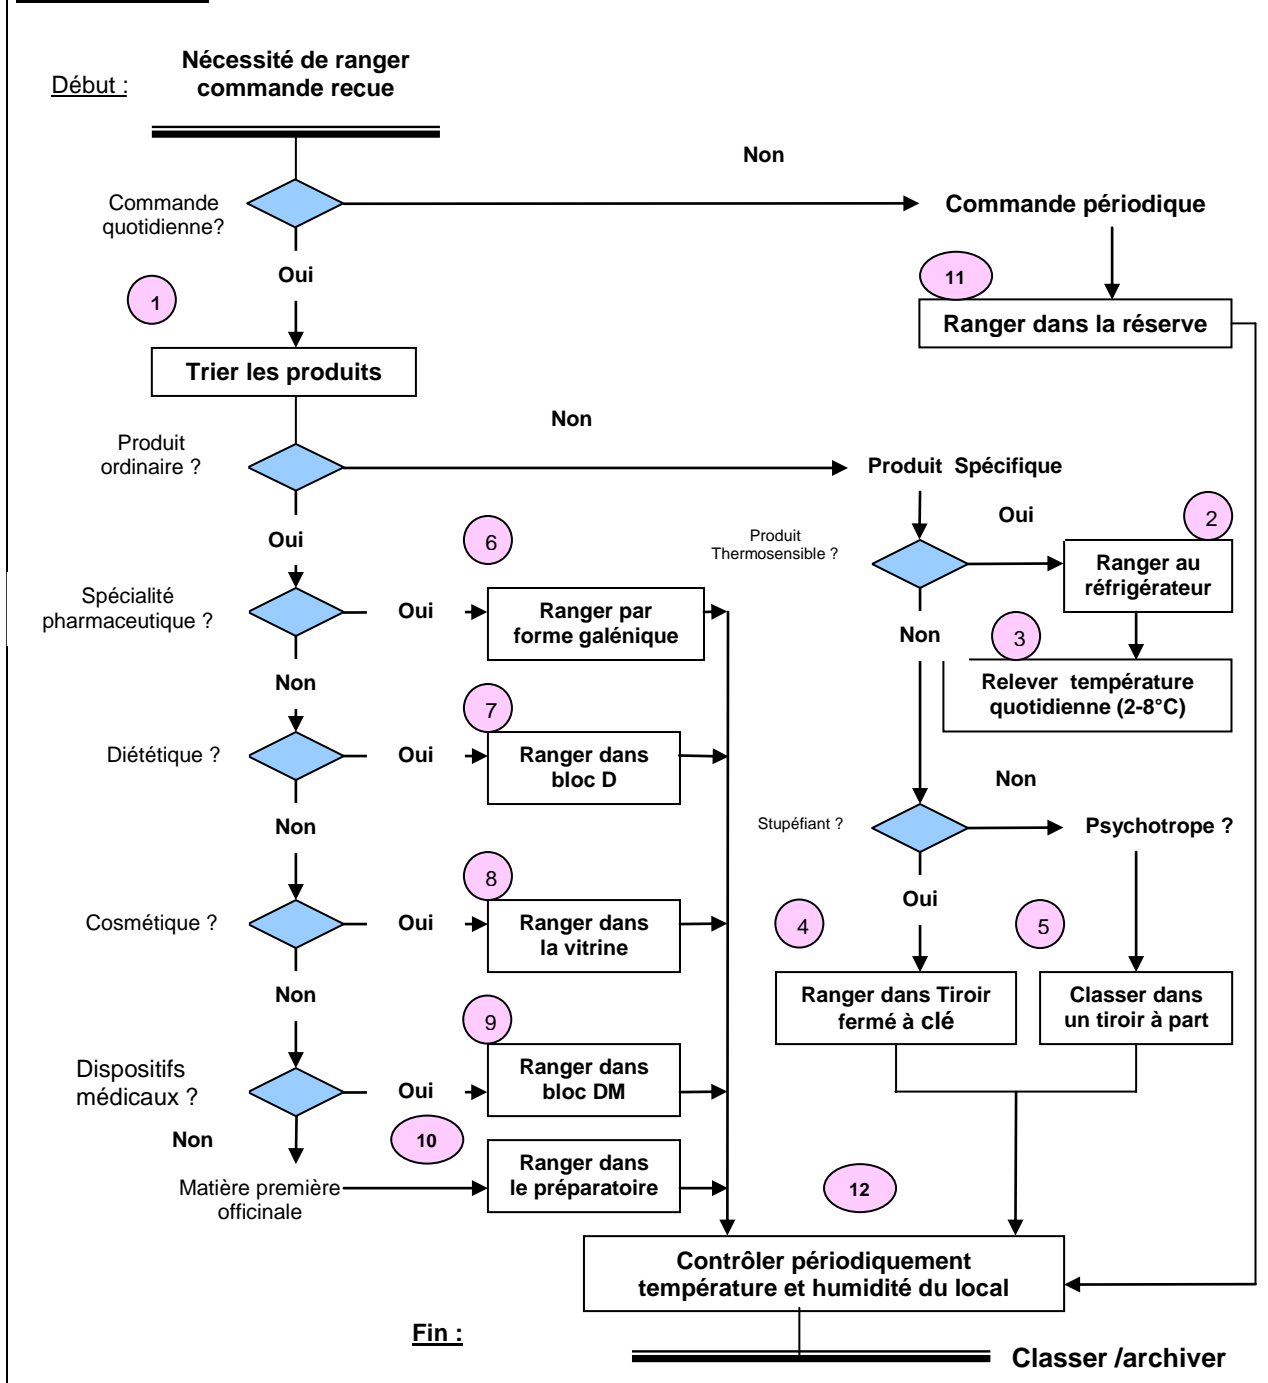 Nécessité de ranger
commande recue
Début :
Non
Commande
quotidienne?
Commande périodique
Oui
11
1
Ranger dans la réserve
Trier les produits
Non
Produit
ordinaire ?
Produit Spécifique
Oui
2
Oui
6
Produit
Thermosensible ?
Ranger au
réfrigérateur
Spécialité
pharmaceutique ?
Oui
Ranger par
forme galénique
Non
3
Non
Relever température
quotidienne (2-8°C)
7
Diététique ?
Oui
Ranger dans
bloc D
Non
Non
Stupéfiant ?
Psychotrope ?
8
Oui
Cosmétique ?
Oui
Ranger dans
la vitrine
4
5
Non
Ranger dans Tiroir
fermé à clé
Classer dans
un tiroir à part
9
Dispositifs
médicaux ?
Oui
Ranger dans
bloc DM
Non
10
Matière première
officinale
Ranger dans
le préparatoire
12
Contrôler périodiquement
température et humidité du local
Fin :
Classer /archiver